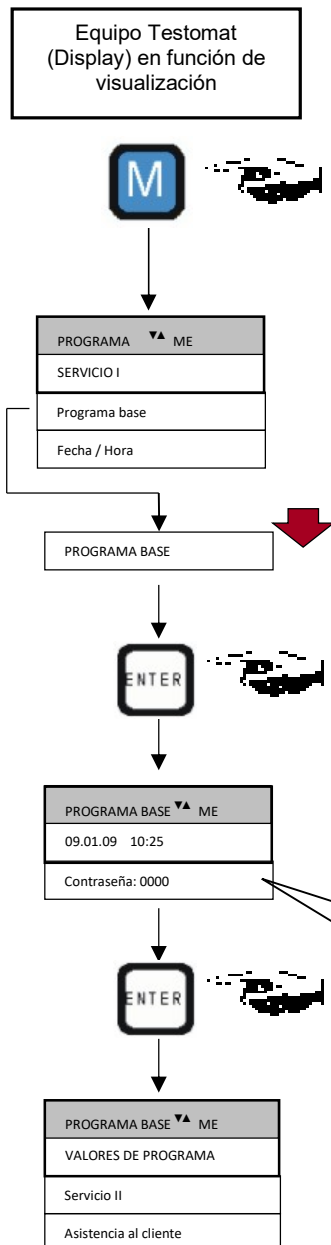 Equipo Testomat
(Display) en función de
visualización
M
PROGRAMA ▼▲ ME
SERVICIO I
Programa base
Fecha / Hora
PROGRAMA BASE
ENTER
PROGRAMA BASE ▼▲ ME
09.01.09 10:25
Contraseña: 0000
ENTER
PROGRAMA BASE ▼▲ ME
VALORES DE PROGRAMA
Servicio II
Asistencia al cliente